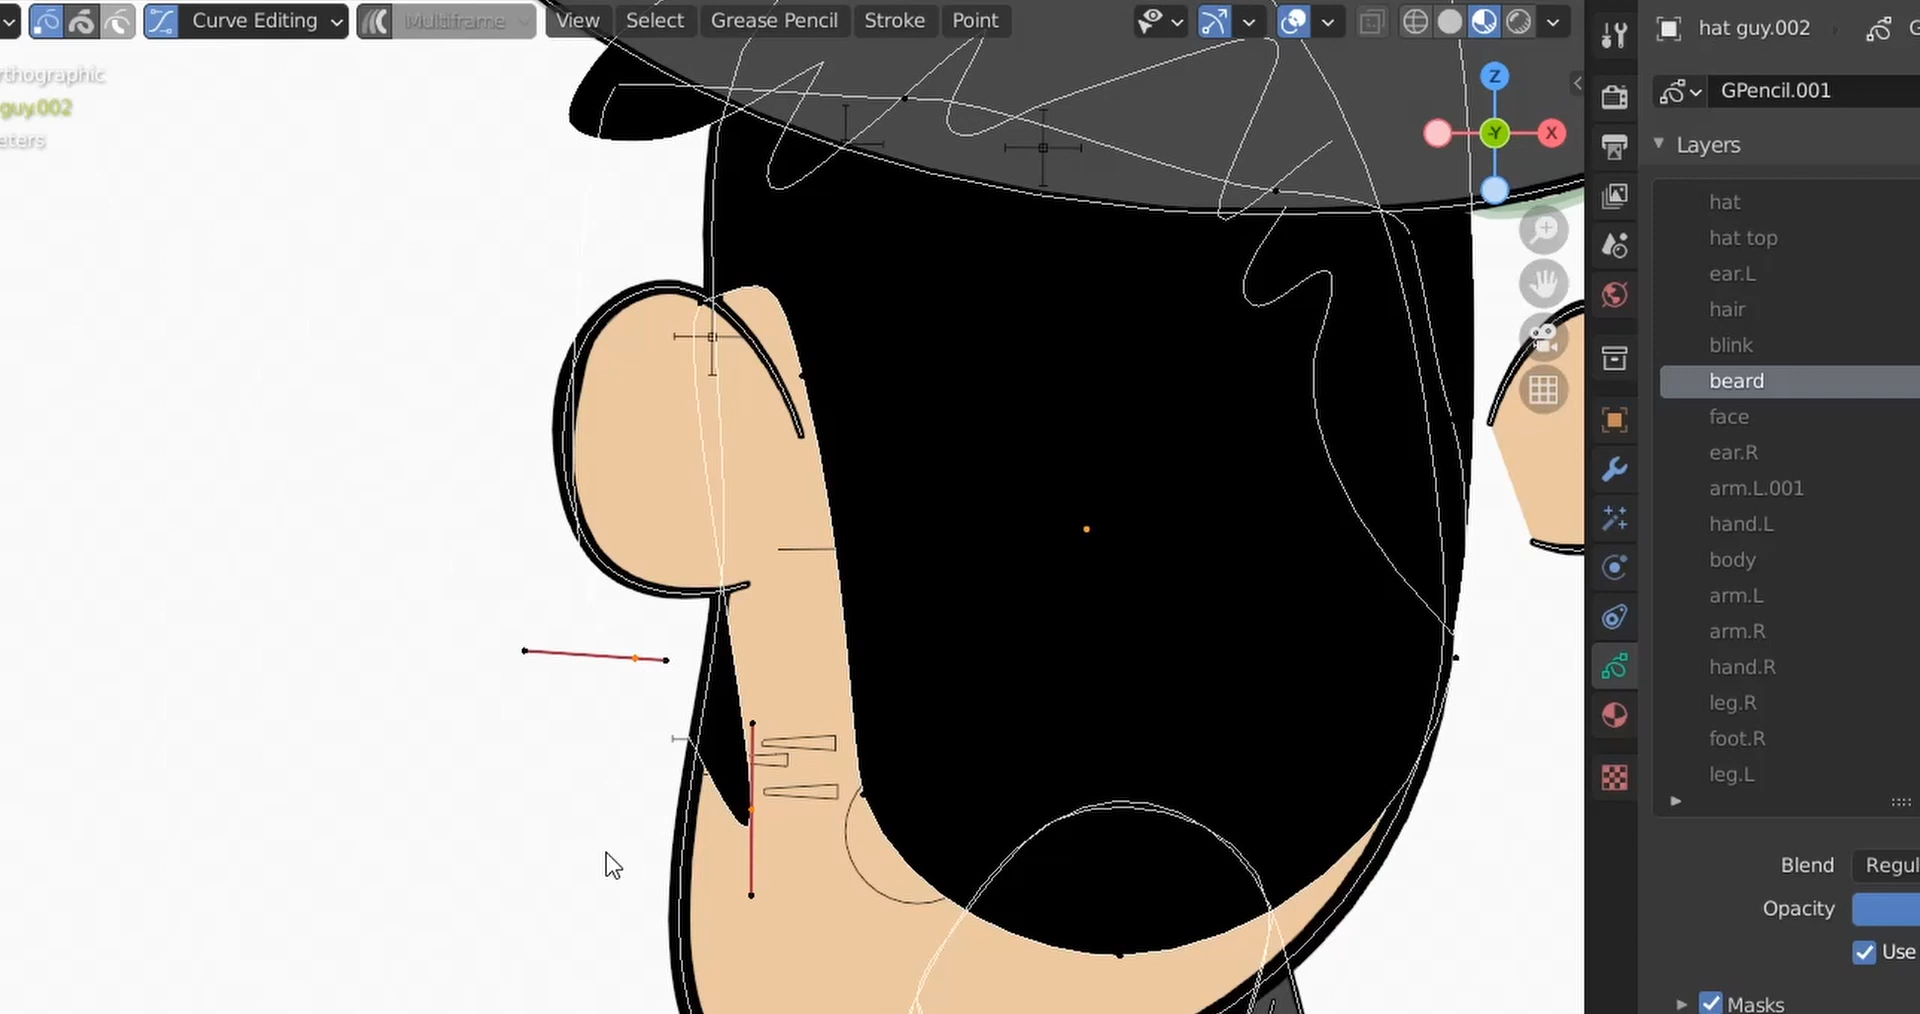 Curve Editing
Multiframe
View
Select
Grease Pencil
Stroke
Point
hat guy.002
rthographic
guy.002
eters
Z
-Y
X
GPencil.001
Layers
hat
hat top
ear.L
hair
blink
beard
face
ear.R
arm.L.001
hand.L
body
arm.L
arm.R
hand.R
leg.R
foot.R
leg.L
Blend
Regul
Opacity
Use
Masks